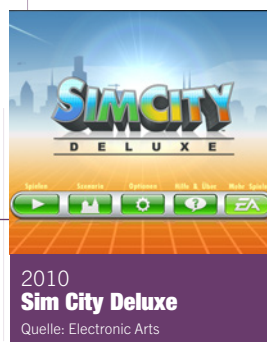 SIMCITY
DELUXE
Spielen Szenario Optionen Hilfe & Über Mehr Spiele
?
EA
2010
Sim City Deluxe
Quelle: Electronic Arts